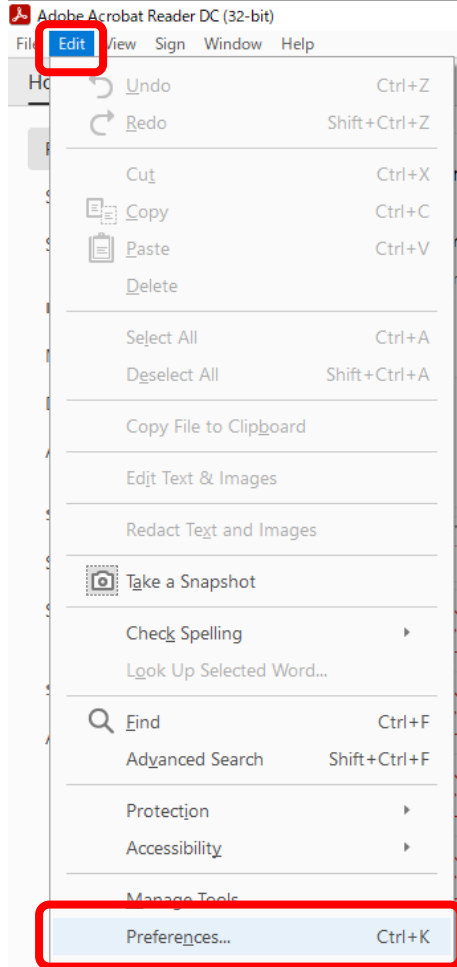 Adobe Acrobat Reader DC (32-bit)
File Edit View Sign Window Help
Undo Ctrl+Z
Redo Shift+Ctrl+Z
Cut Ctrl+X
Copy Ctrl+C
Paste Ctrl+V
Delete
Select All Ctrl+A
Deselect All Shift+Ctrl+A
Copy File to Clipboard
Edit Text & Images
Redact Text and Images
Take a Snapshot
Check Spelling
Look Up Selected Word...
Find Ctrl+F
Advanced Search Shift+Ctrl+F
Protection
Accessibility
Manage Tools
Preferences... Ctrl+K